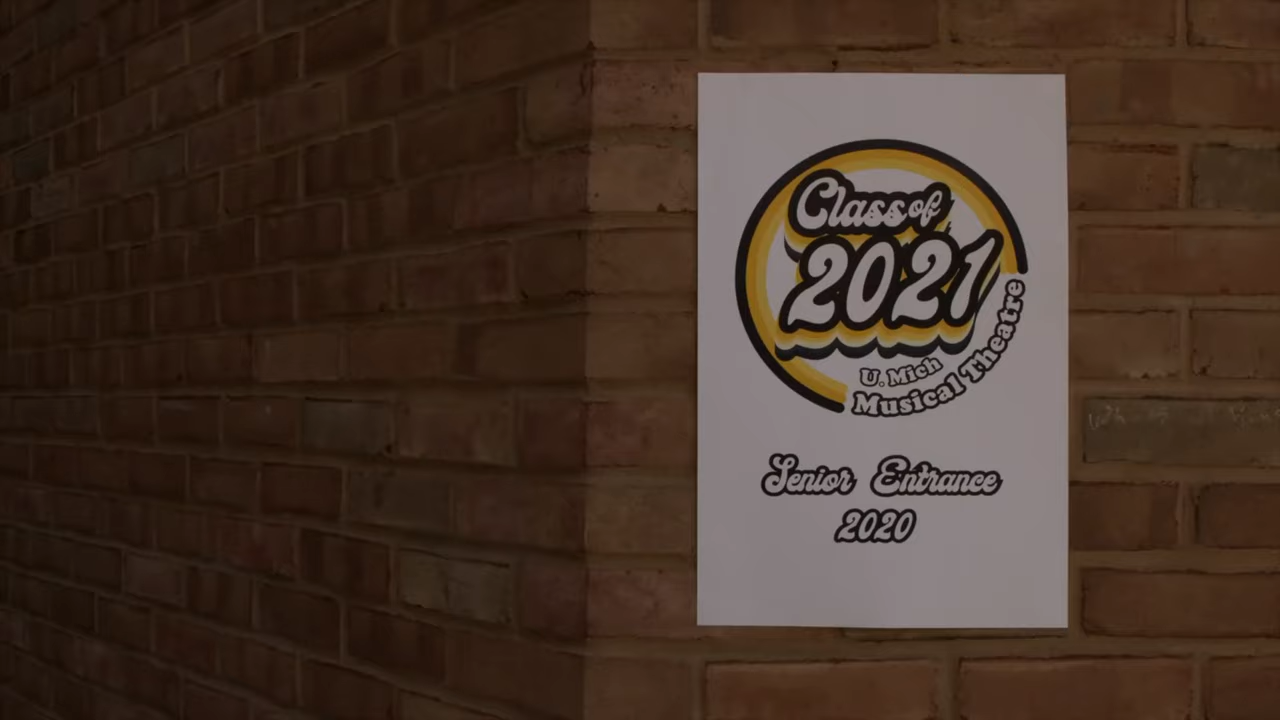 Class of
2021
U. Mich
Musical Theatre
Senior Entrance
2020